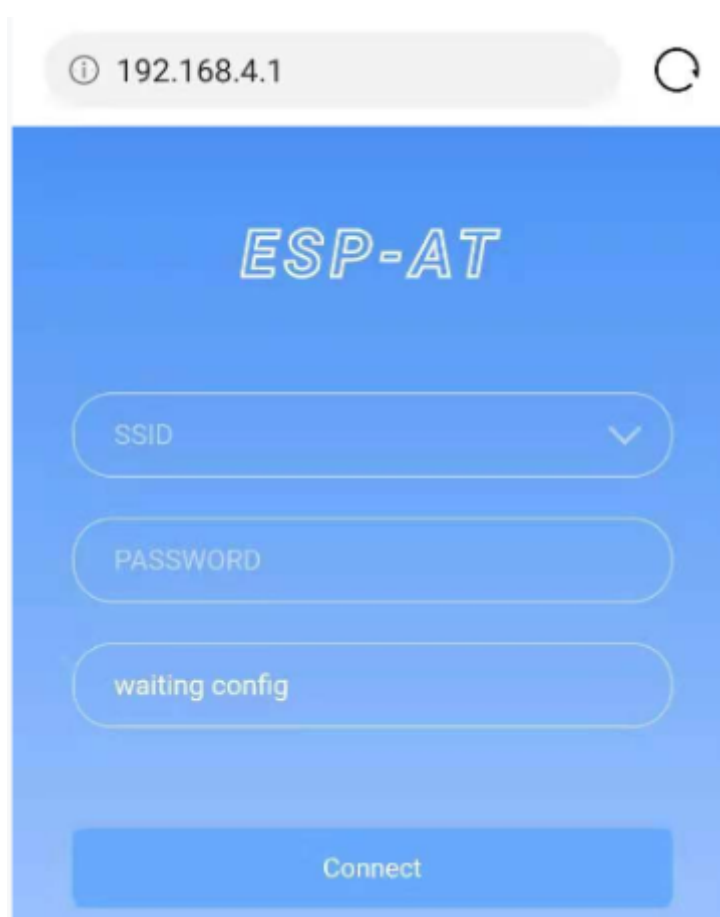 192.168.4.1
ESP-AT
SSID
PASSWORD
waiting config
Connect